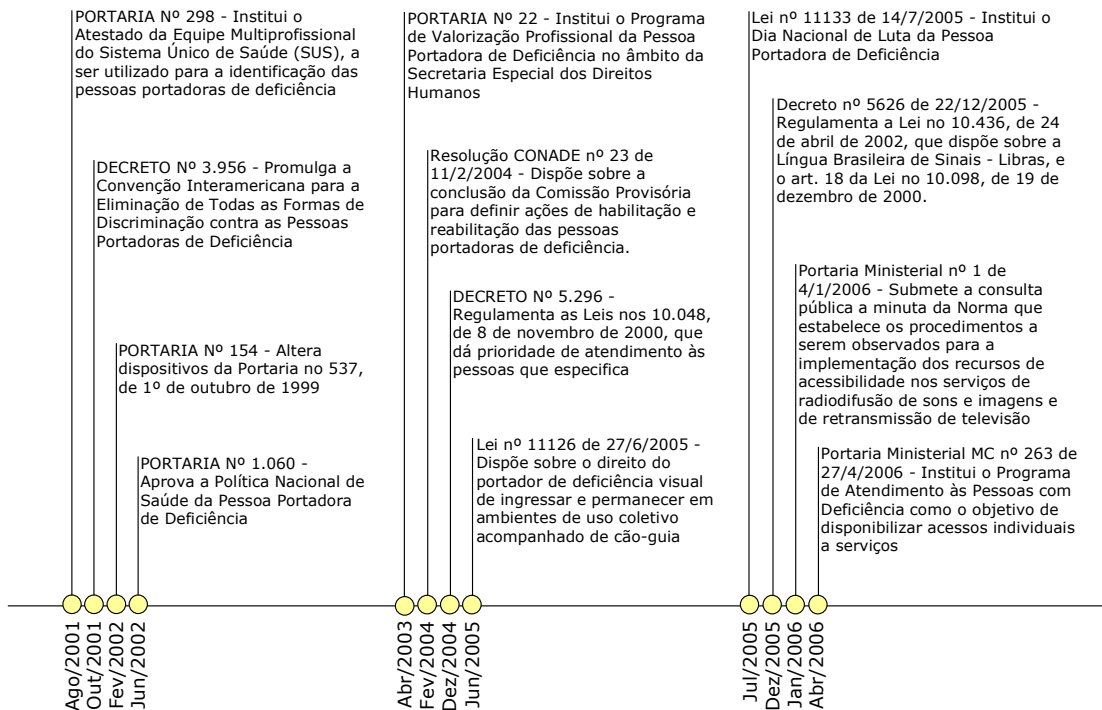 PORTARIA Nº 298 - Institui o
Atestado da Equipe Multiprofissional
do Sistema Único de Saúde (SUS), a
ser utilizado para a identificação das
pessoas portadoras de deficiência
DECRETO Nº 3.956 - Promulga a
Convenção Interamericana para a
Eliminação de Todas as Formas de
Discriminação contra as Pessoas
Portadoras de Deficiência
PORTARIA Nº 154 - Altera
dispositivos da Portaria no 537,
de 1º de outubro de 1999
PORTARIA Nº 1.060 -
Aprova a Política Nacional de
Saúde da Pessoa Portadora
de Deficiência
PORTARIA Nº 22 - Institui o Programa
de Valorização Profissional da Pessoa
Portadora de Deficiência no âmbito da
Secretaria Especial dos Direitos
Humanos
Resolução CONADE nº 23 de
11/2/2004 - Dispõe sobre a
conclusão da Comissão Provisória
para definir ações de habilitação e
reabilitação das pessoas
portadoras de deficiência.
DECRETO Nº 5.296 -
Regulamenta as Leis nos 10.048,
de 8 de novembro de 2000, que
dá prioridade de atendimento às
pessoas que especifica
Lei nº 11126 de 27/6/2005 -
Dispõe sobre o direito do
portador de deficiência visual
de ingressar e permanecer em
ambientes de uso coletivo
acompanhado de cão-guia
Lei nº 11133 de 14/7/2005 - Institui o
Dia Nacional de Luta da Pessoa
Portadora de Deficiência
Decreto nº 5626 de 22/12/2005 -
Regulamenta a Lei no 10.436, de 24
de abril de 2002, que dispõe sobre a
Língua Brasileira de Sinais - Libras, e
o art. 18 da Lei no 10.098, de 19 de
dezembro de 2000.
Portaria Ministerial nº 1 de
4/1/2006 - Submete a consulta
pública a minuta da Norma que
estabelece os procedimentos a
serem observados para a
implementação dos recursos de
acessibilidade nos serviços de
radiodifusão de sons e imagens e
de retransmissão de televisão
Portaria Ministerial MC nº 263 de
27/4/2006 - Institui o Programa
de Atendimento às Pessoas com
Deficiência como o objetivo de
disponibilizar acessos individuais
a serviços
Ago/2001
Out/2001
Fev/2002
Jun/2002
Abr/2003
Fev/2004
Dez/2004
Jun/2005
Jul/2005
Dez/2005
Jan/2006
Abr/2006